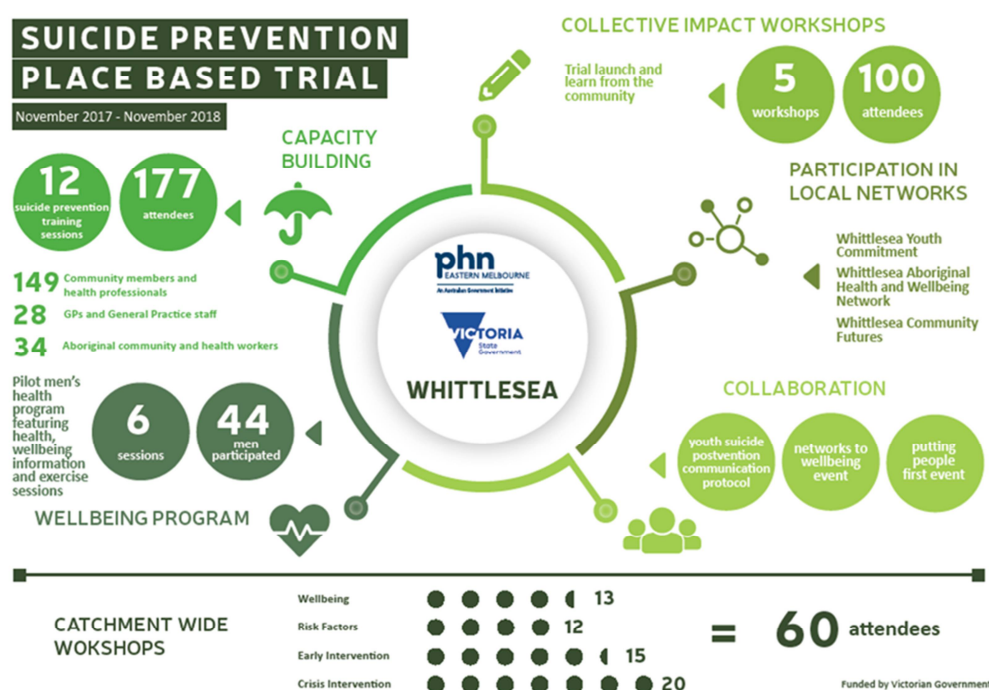 SUICIDE PREVENTION
PLACE BASED TRIAL
November 2017 - November 2018
CAPACITY
BUILDING
12
suicide prevention
training
sessions
177
attendees
149 Community members and
health professionals
28 GPs and General Practice staff
34 Aboriginal community and health workers
Pilot men's
health
program
featuring
health,
wellbeing
information
and exercise
sessions
6
sessions
44
men
participated
WELLBEING PROGRAM
COLLECTIVE IMPACT WORKSHOPS
Trial launch and
learn from the
community
5
workshops
100
attendees
PARTICIPATION IN
LOCAL NETWORKS
Whittlesea Youth
Commitment
Whittlesea Aboriginal
Health and Wellbeing
Network
Whittlesea Community
Futures
COLLABORATION
youth suicide
postvention
communication
protocol
networks to
wellbeing
event
putting
people
first event
phn
EASTERN MELBOURNE
An Australian Government Initiative
VICTORIA
State
Government
WHITTLESEA
CATCHMENT WIDE
WOKSHOPS
Wellbeing 13
Risk Factors 12
Early Intervention 15
Crisis Intervention 20
= 60 attendees
Funded by Victorian Government